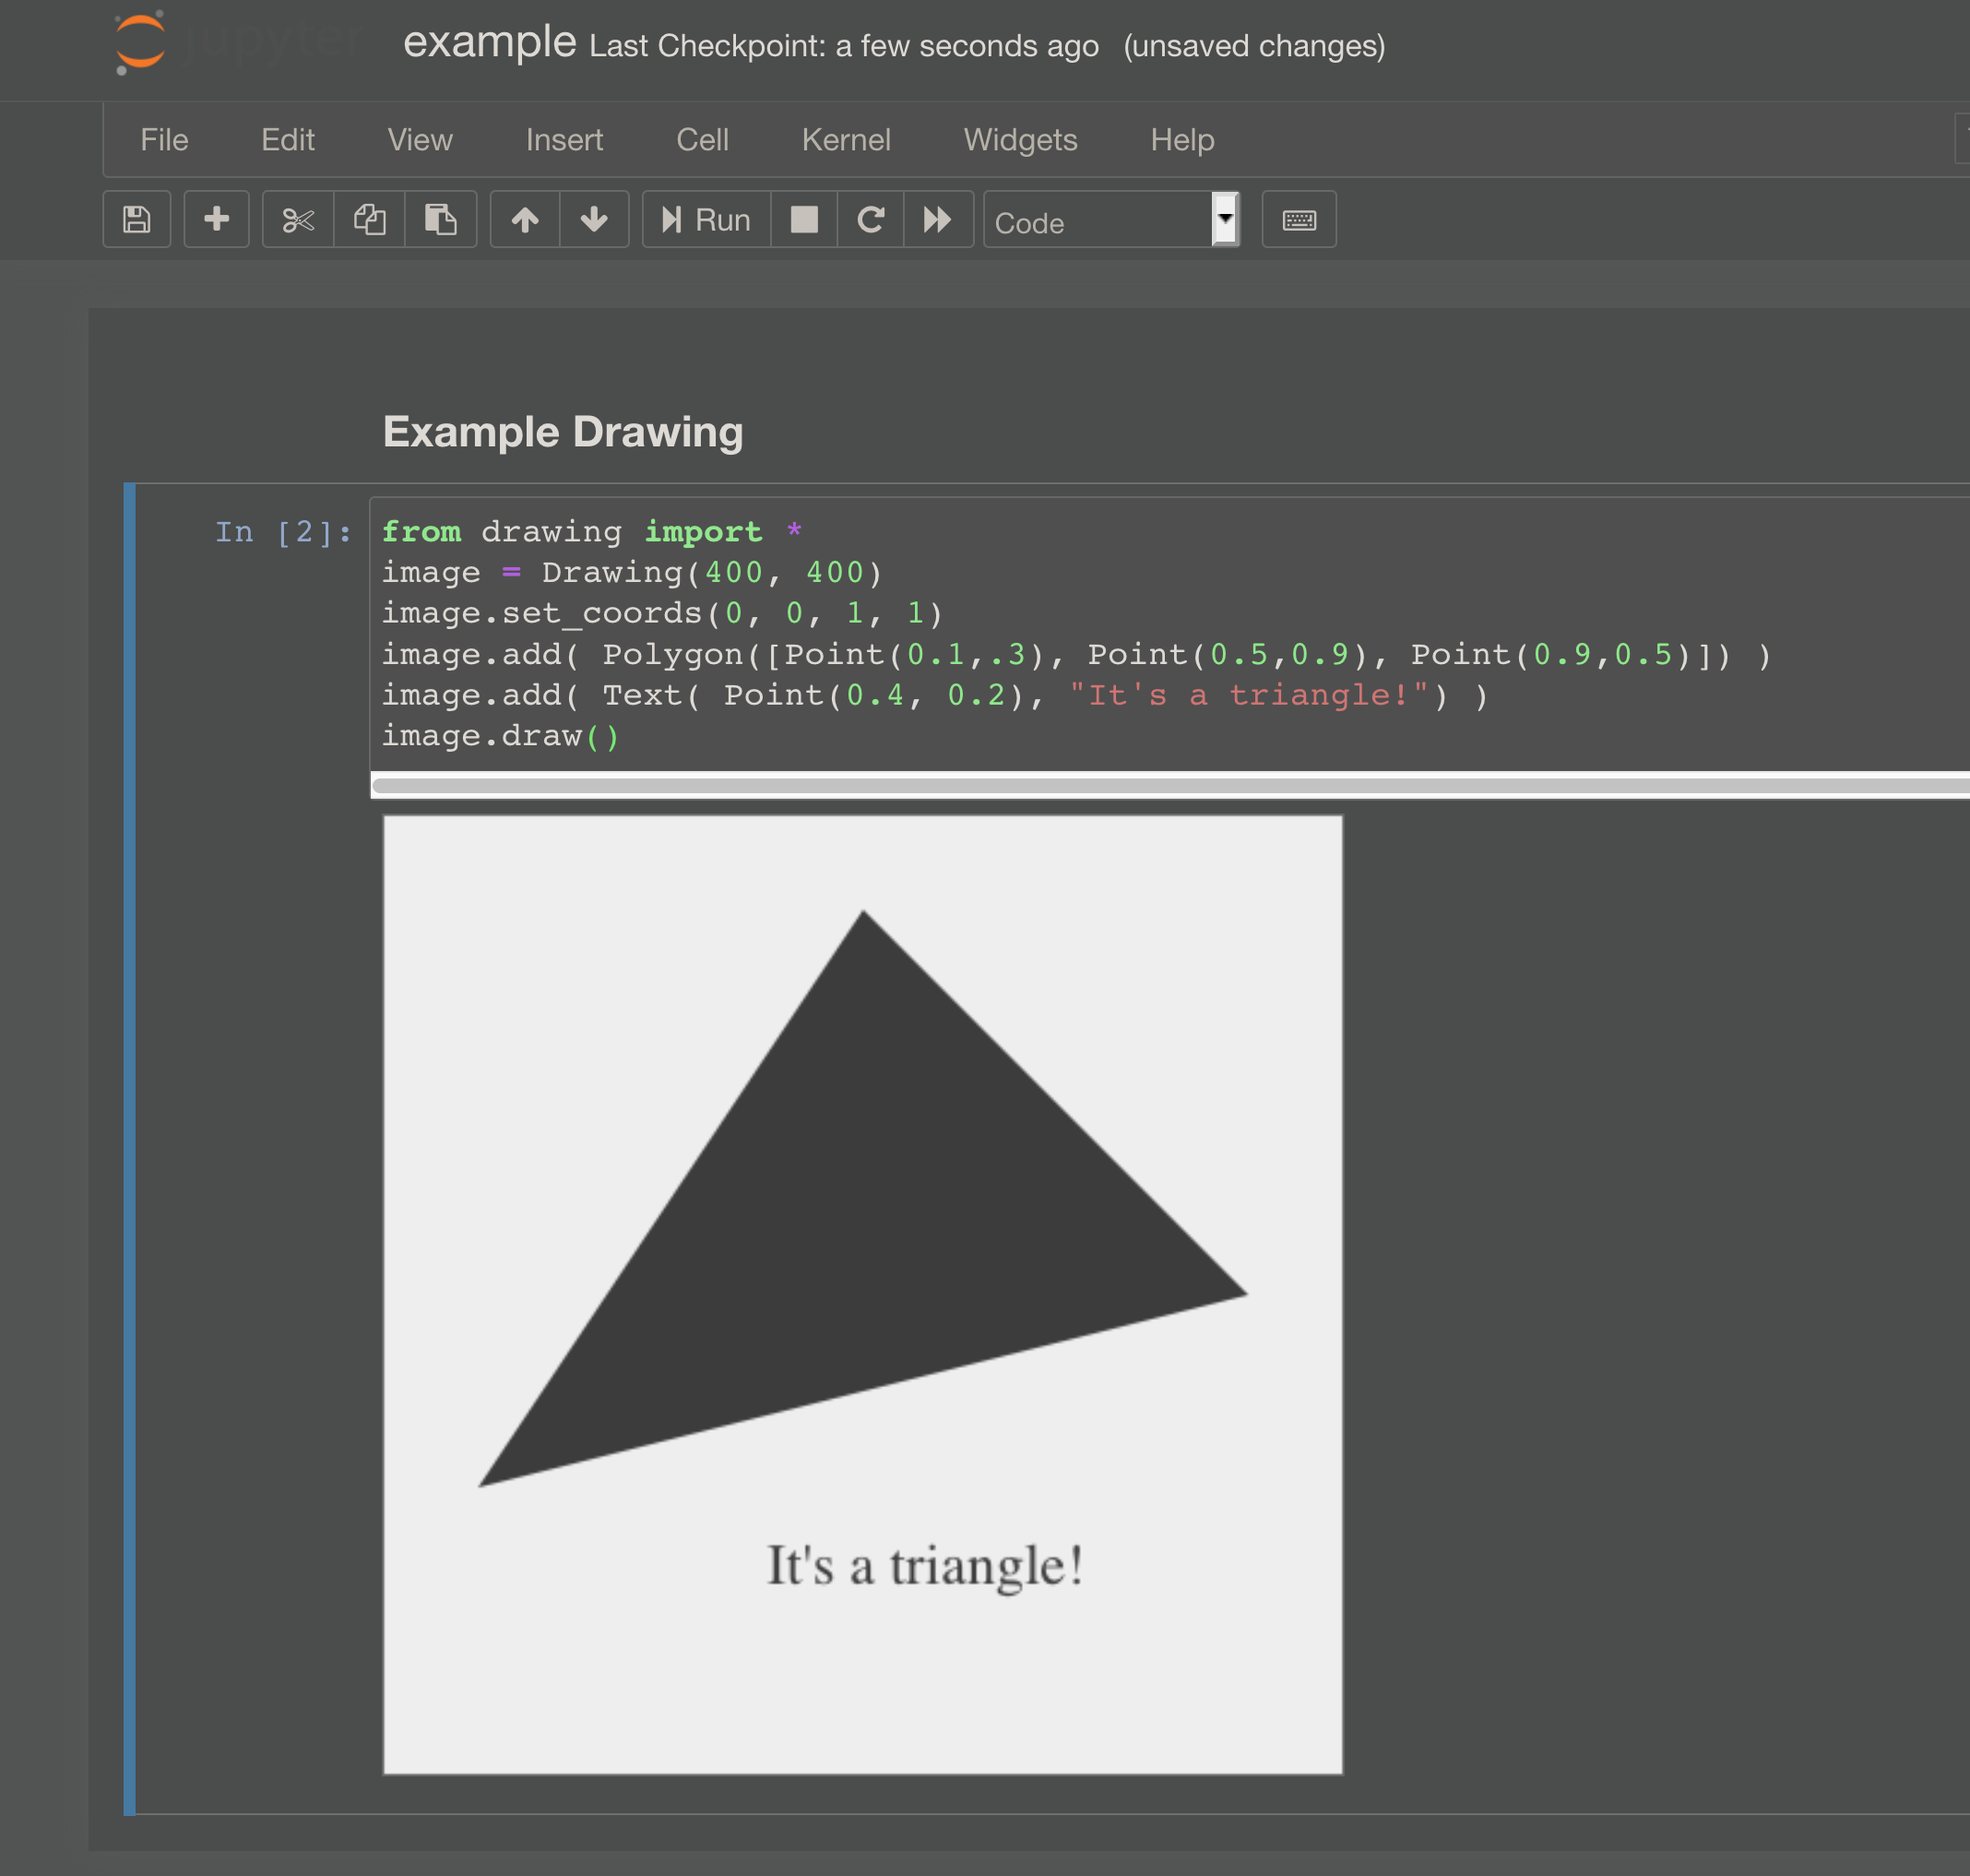 jupyter example Last Checkpoint: a few seconds ago (unsaved changes)
File Edit View Insert Cell Kernel Widgets Help
Run Code
Example Drawing
In [2]: from drawing import *
image = Drawing(400, 400)
image.set_coords(0, 0, 1, 1)
image.add( Polygon([Point(0.1,.3), Point(0.5,0.9), Point(0.9,0.5)]) )
image.add( Text( Point(0.4, 0.2), "It's a triangle!") )
image.draw()
It's a triangle!